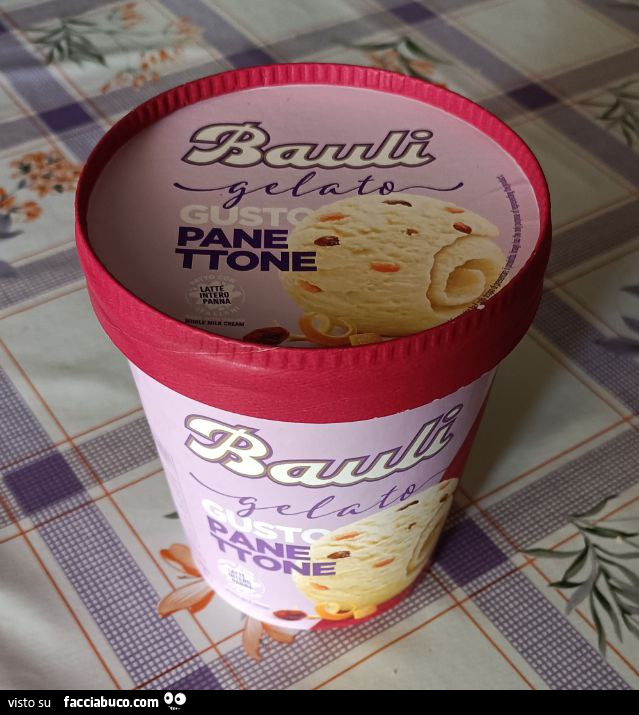 Bauli
gelato
GUSTO
PANE
TTONE
LATTE
INTERO
PANNA
WHOLE MILK CREAM
Bauli
gelato
GUSTO
PANE
TTONE
visto su facciabuco.com